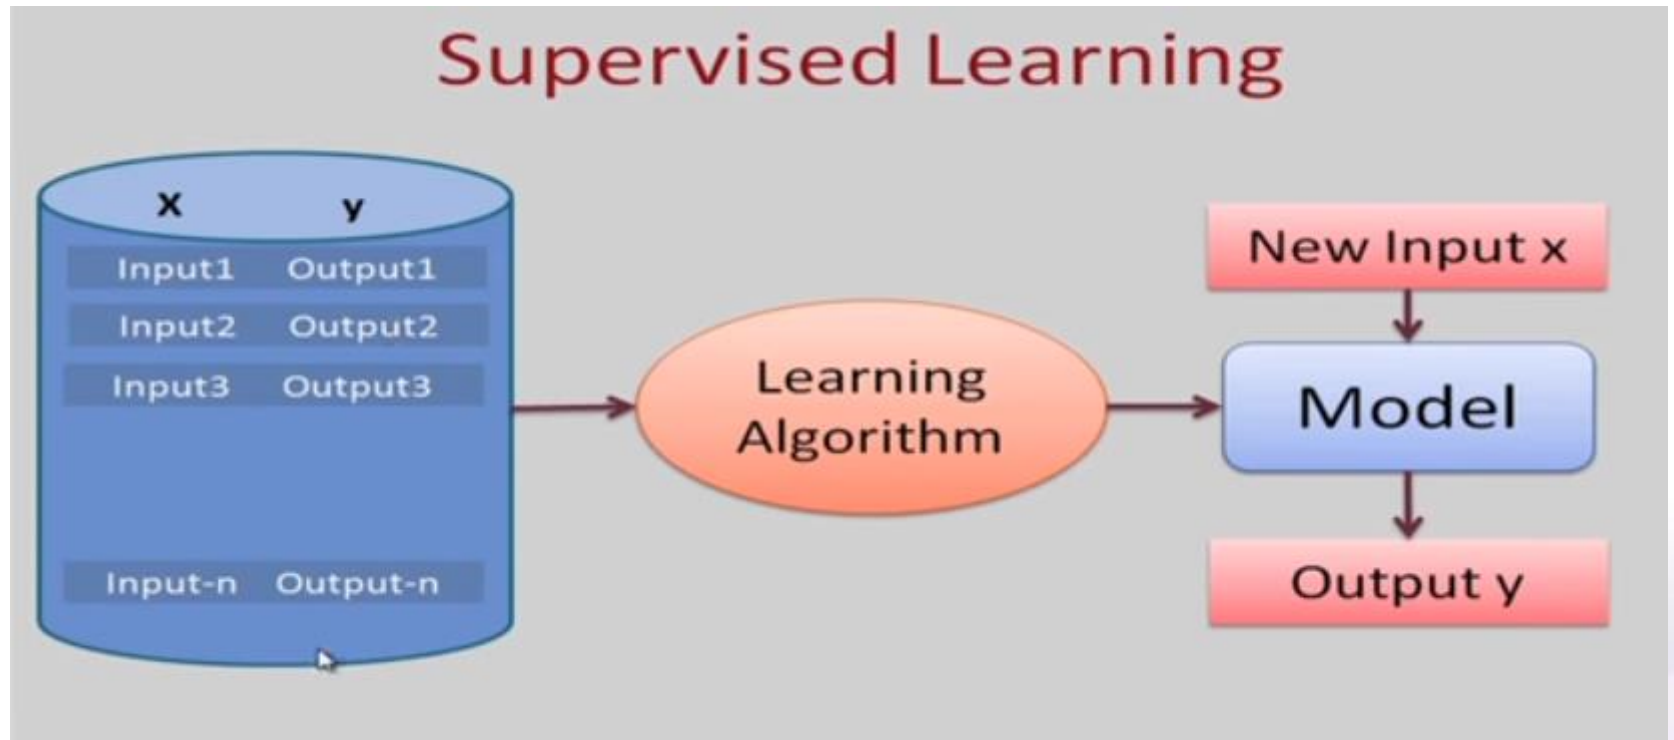 Supervised Learning
x y
Input1 Output1
Input2 Output2
Input3 Output3
Input-n Output-n
Learning
Algorithm
New Input x
Model
Output y